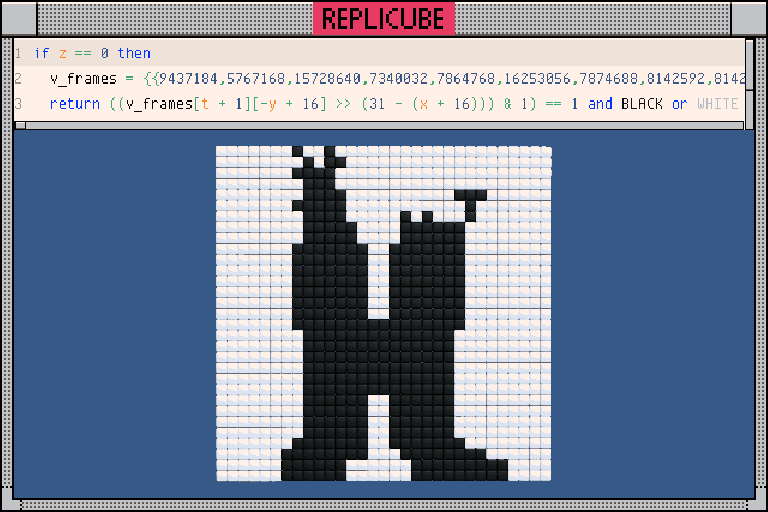 REPLICUBE
1 if z == 0 then
2 v_frames = {{9437184,5767168,15728640,7340032,7864768,16253056,7874688,8142592,8142
3 return ((v_frames[t + 1][-y + 16] >> (31 - (x + 16))) & 1) == 1 and BLACK or WHITE